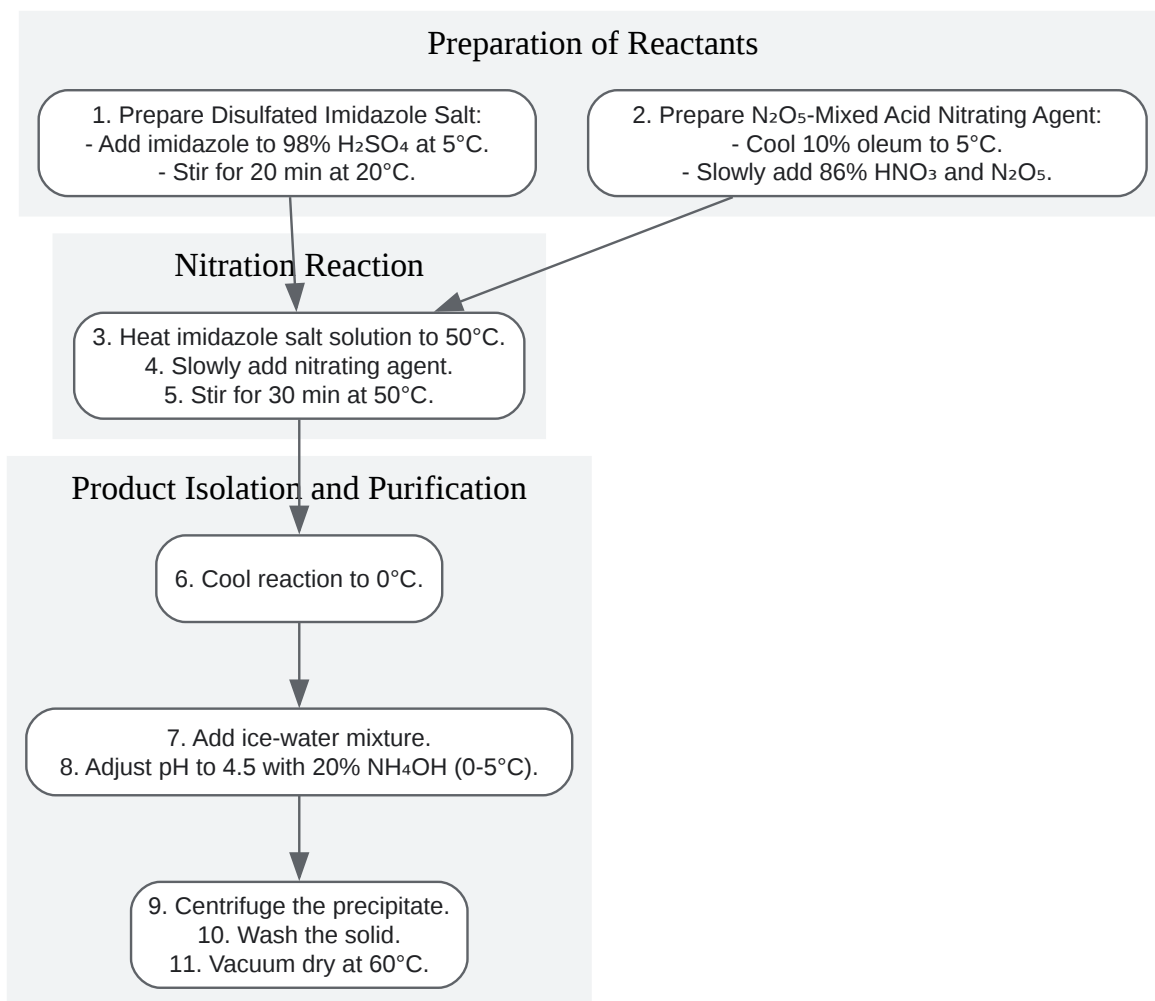 Preparation of Reactants
1. Prepare Disulfated Imidazole Salt:
- Add imidazole to 98% H₂SO₄ at 5°C.
- Stir for 20 min at 20°C.
2. Prepare N₂O₅-Mixed Acid Nitrating Agent:
- Cool 10% oleum to 5°C.
- Slowly add 86% HNO₃ and N₂O₅.
Nitration Reaction
3. Heat imidazole salt solution to 50°C.
4. Slowly add nitrating agent.
5. Stir for 30 min at 50°C.
Product Isolation and Purification
6. Cool reaction to 0°C.
7. Add ice-water mixture.
8. Adjust pH to 4.5 with 20% NH₄OH (0-5°C).
9. Centrifuge the precipitate.
10. Wash the solid.
11. Vacuum dry at 60°C.